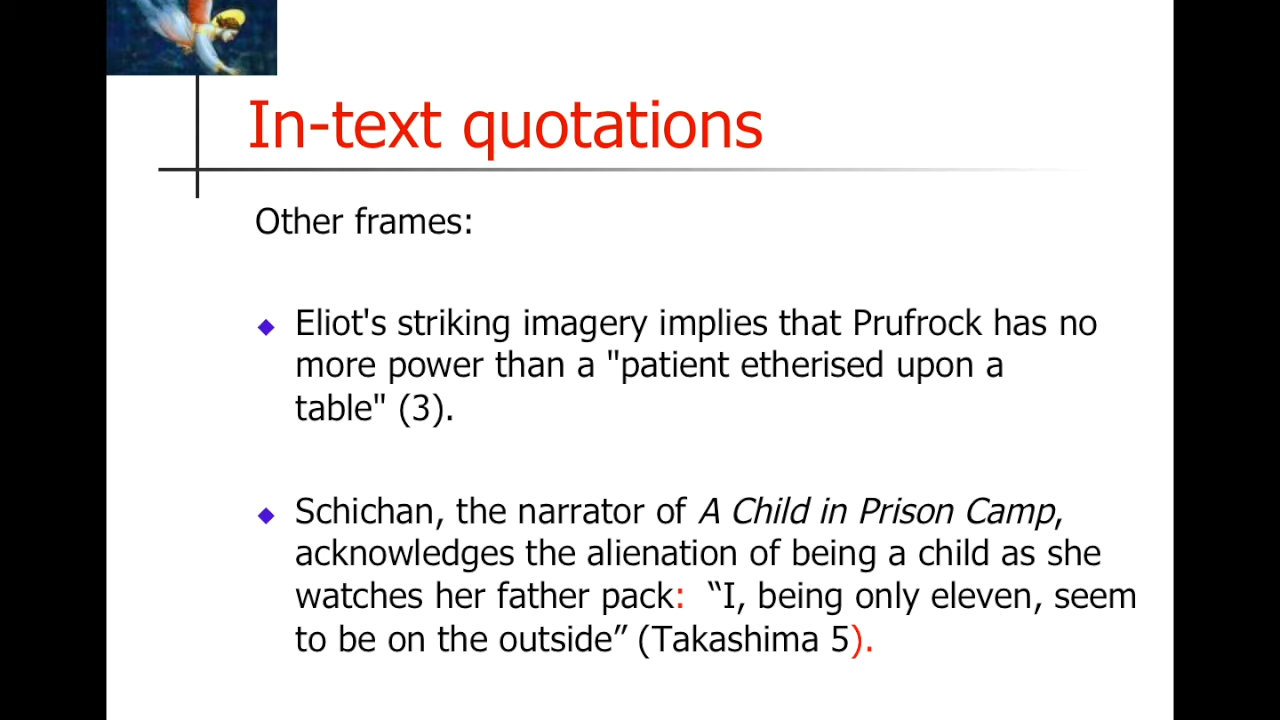 In-text quotations
Other frames:
Eliot's striking imagery implies that Prufrock has no
more power than a "patient etherised upon a
table" (3).
Schichan, the narrator of A Child in Prison Camp,
acknowledges the alienation of being a child as she
watches her father pack:  “I, being only eleven, seem
to be on the outside” (Takashima 5).